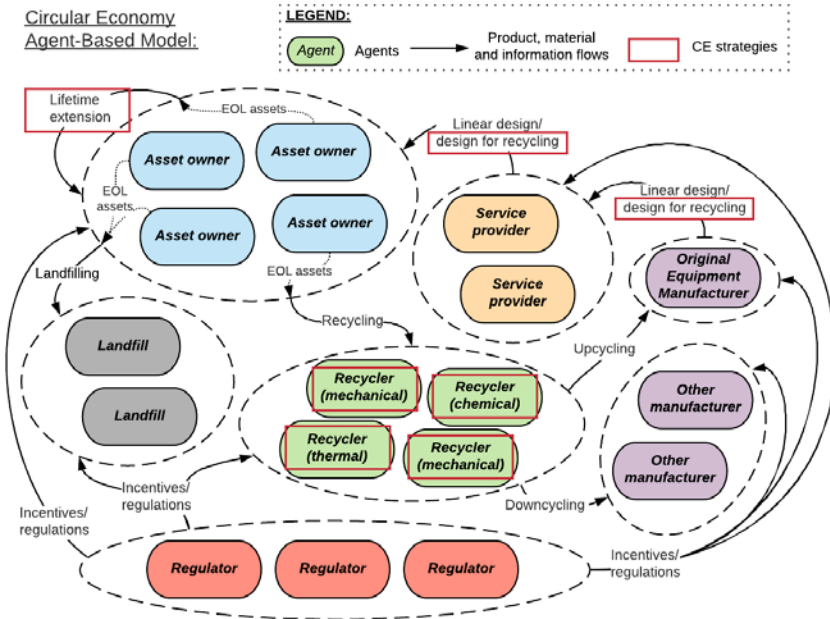 Circular Economy
Agent-Based Model:
LEGEND:
Agent
Agents
Product, material
and information flows
CE strategies
Lifetime
extension
EOL assets
Asset owner
Asset owner
EOL
assets
Asset owner
Asset owner
EOL assets
Landfilling
Linear design/
design for recycling
Service
provider
Service
provider
Linear design/
design for recycling
Original
Equipment
Manufacturer
Recycling
Upcycling
Landfill
Landfill
Recycler
(mechanical)
Recycler
(chemical)
Recycler
(thermal)
Recycler
(mechanical)
Other
manufacturer
Other
manufacturer
Downcycling
Incentives/
regulations
Incentives/
regulations
Incentives/
regulations
Regulator
Regulator
Regulator